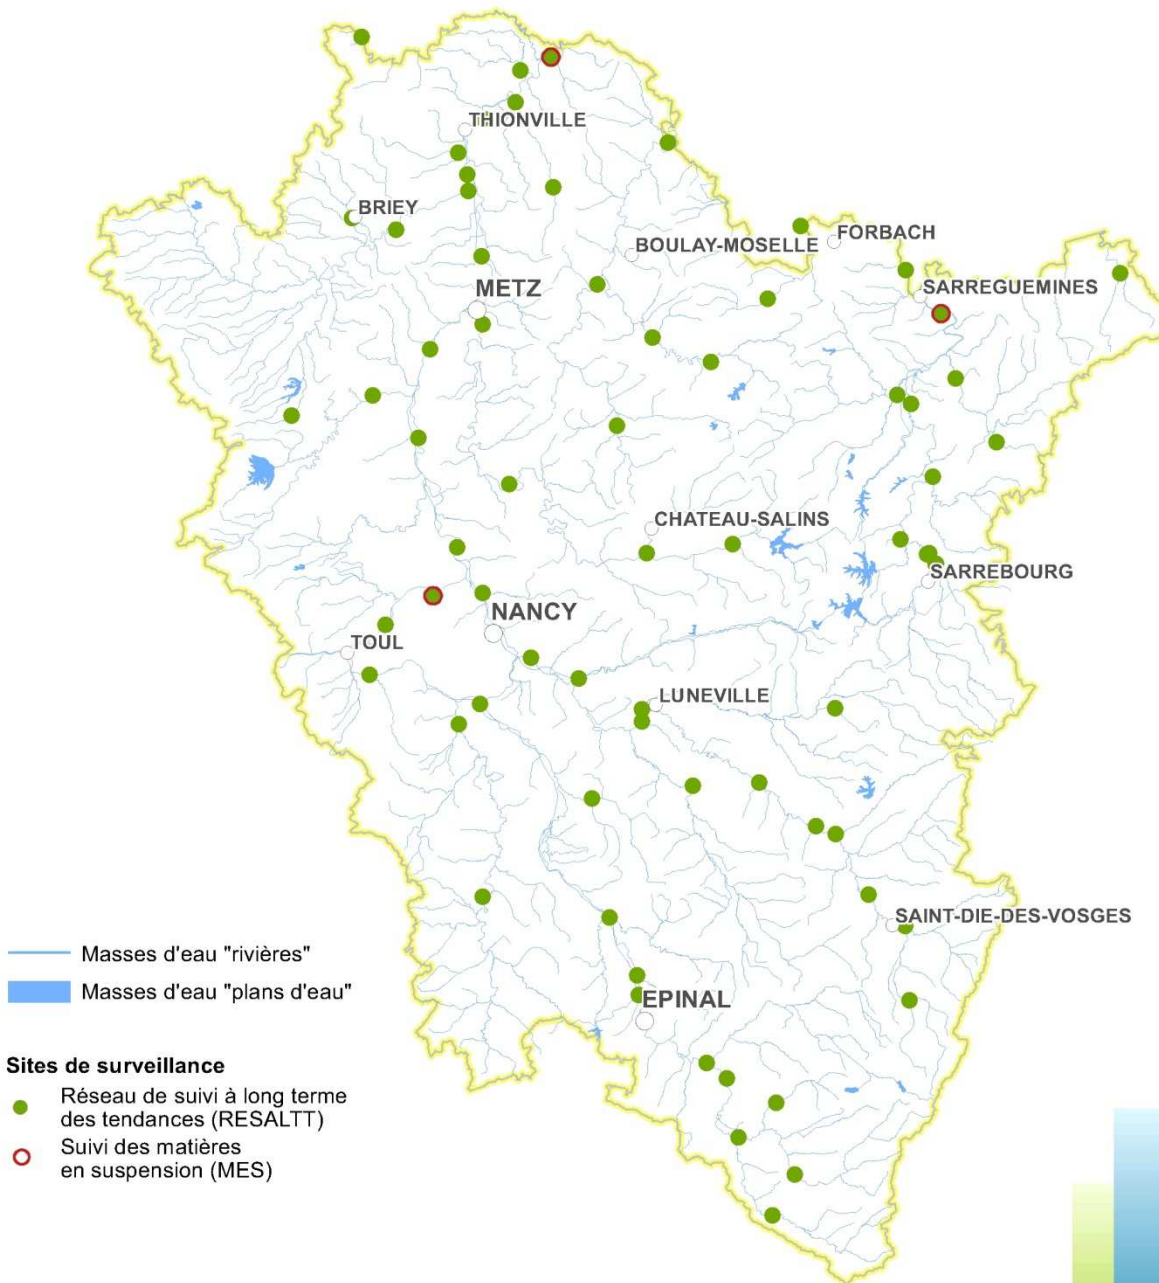 THIONVILLE
BRIEY
BOULAY-MOSELLE
FORBACH
SARREGUEMINES
METZ
CHATEAU-SALINS
SARREBOURG
NANCY
TOUL
LUNEVILLE
SAINT-DIE-DES-VOSGES
EPINAL
Masses d'eau "rivières"
Masses d'eau "plans d'eau"
Sites de surveillance
Réseau de suivi à long terme
des tendances (RESALTT)
Suivi des matières
en suspension (MES)